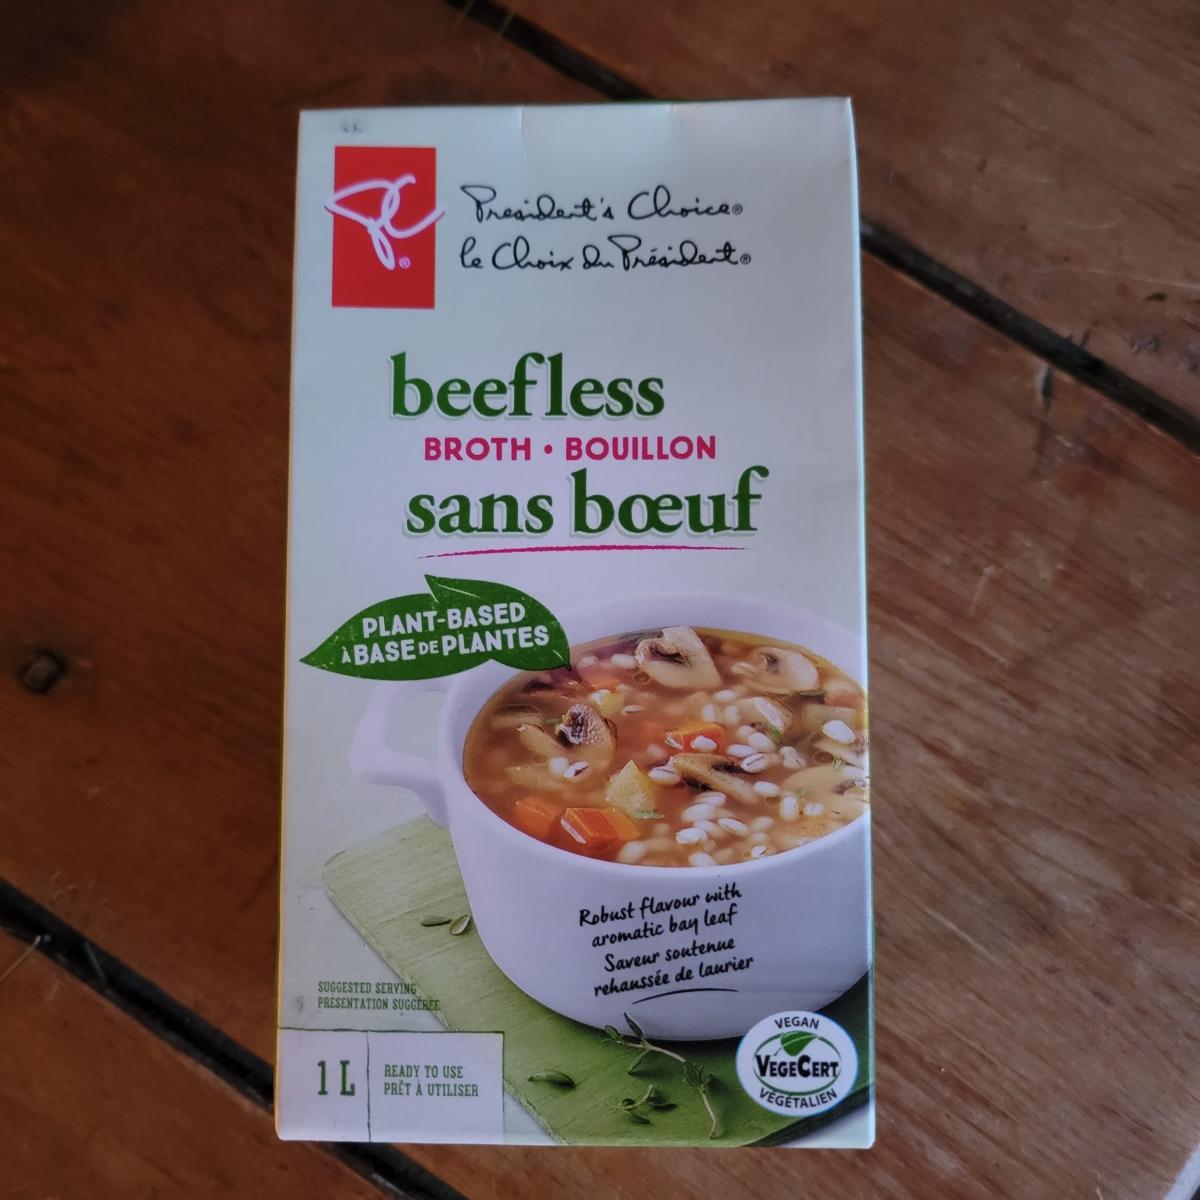 PC®
President's Choice®
le Choix du Président®
beefless
BROTH • BOUILLON
sans bœuf
PLANT-BASED
À BASE DE PLANTES
Robust flavour with
aromatic bay leaf
Saveur soutenue
rehaussée de laurier
SUGGESTED SERVING
PRÉSENTATION SUGGÉRÉE
1 L
READY TO USE
PRÊT À UTILISER
VEGAN
VEGECERT
VÉGÉTALIEN